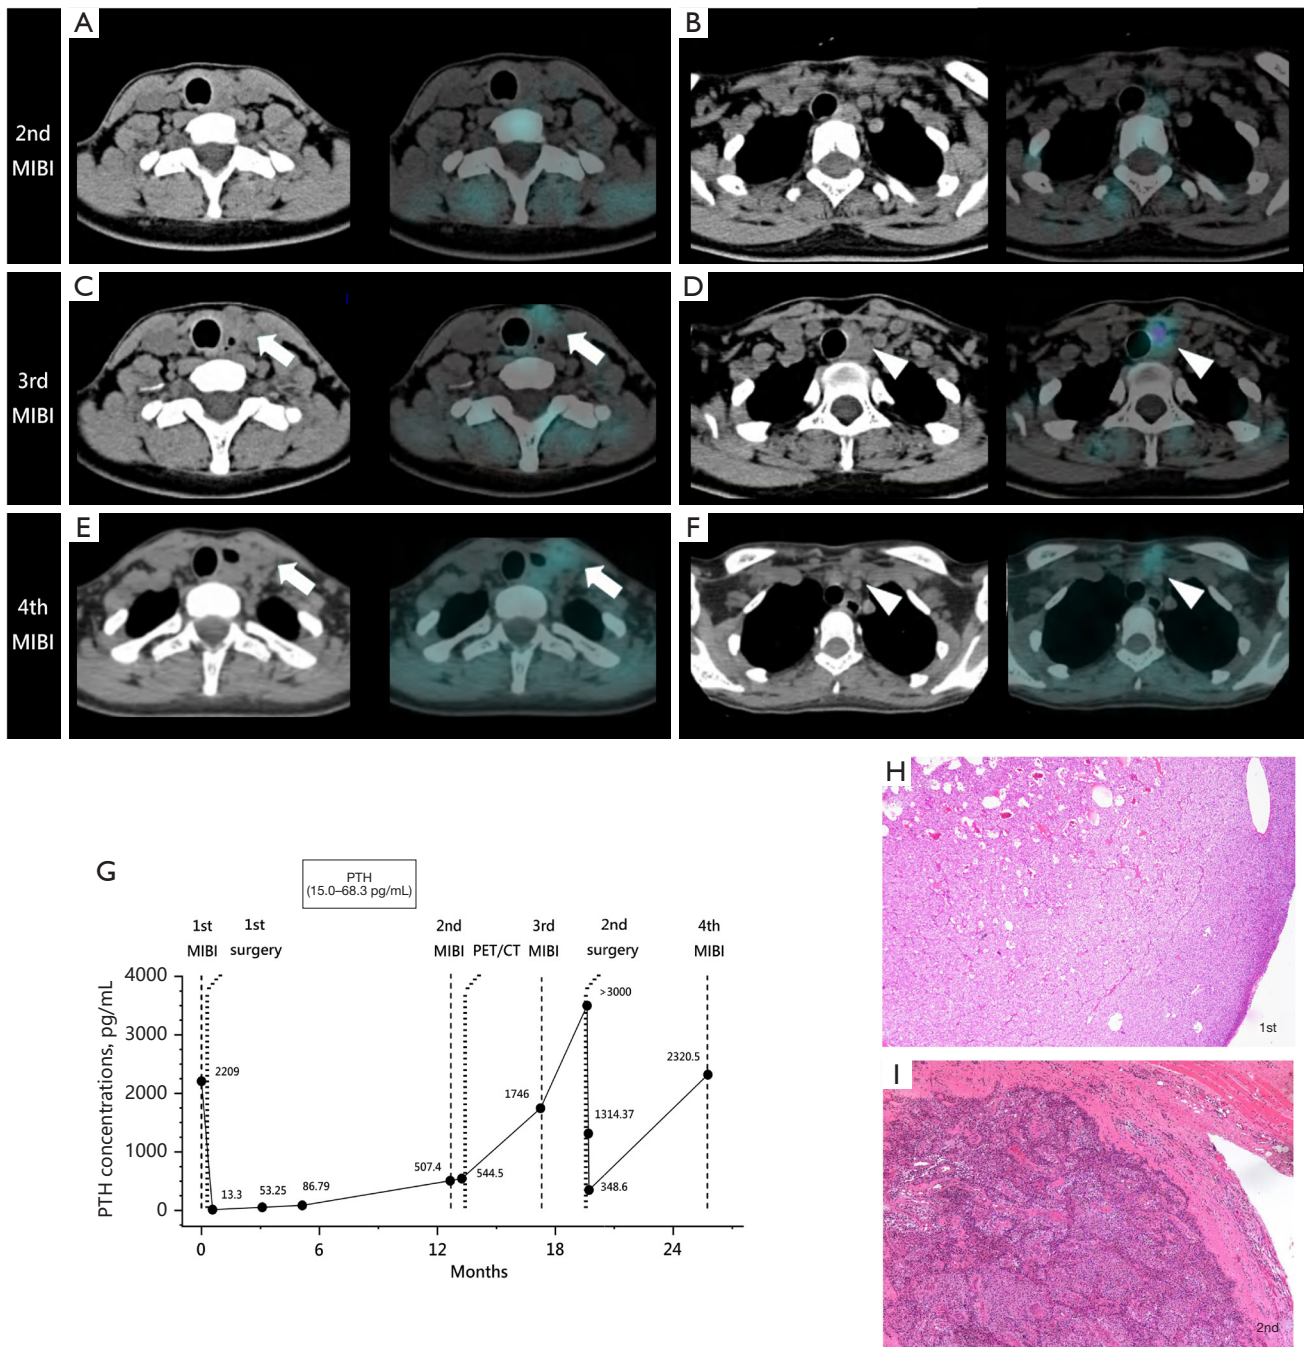 A
B
2nd
MIBI
C
D
3rd
MIBI
E
F
4th
MIBI
H
1st
G
PTH
(15.0–68.3 pg/mL)
1st
MIBI
1st
surgery
2nd
MIBI
PET/CT
3rd
MIBI
2nd
surgery
4th
MIBI
PTH concentrations, pg/mL
4000
3000
2000
1000
0
2209
13.3
53.25
86.79
507.4
544.5
1746
>3000
1314.37
348.6
2320.5
0
6
12
18
24
Months
I
2nd